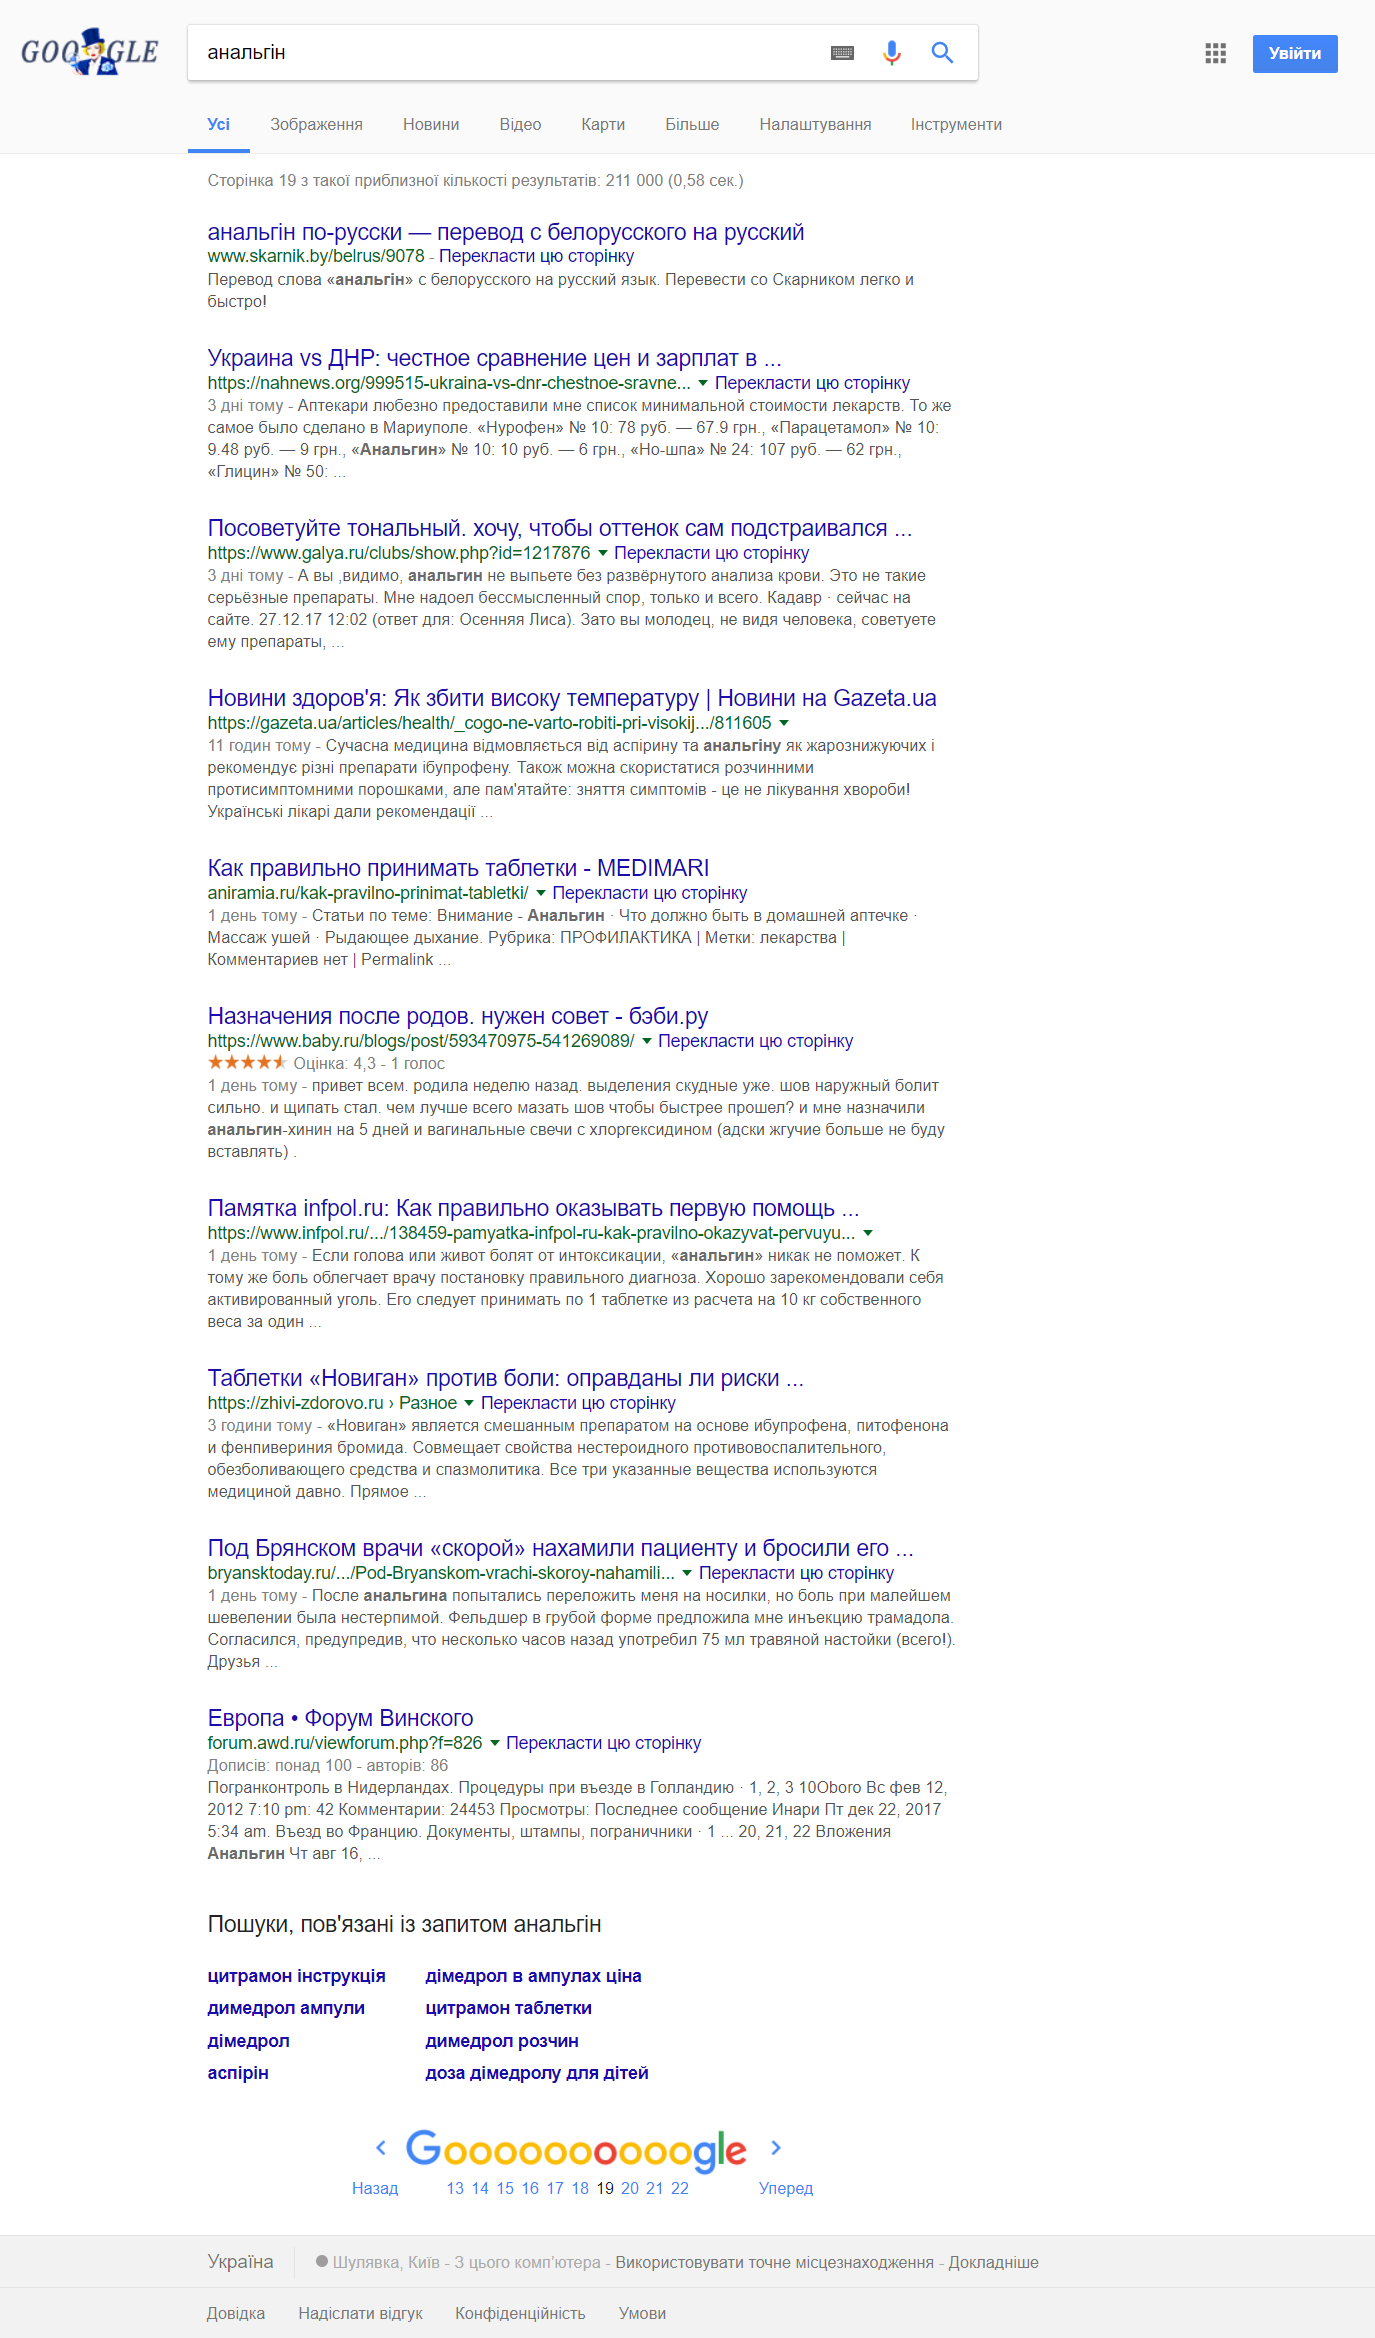 GOOGLE
анальгін
Увійти
Усі Зображення Новини Відео Карти Більше Налаштування Інструменти
Сторінка 19 з такої приблизної кількості результатів: 211 000 (0,58 сек.)
анальгін по-русски — перевод с белорусского на русский
www.skarnik.by/belrus/9078 - Перекласти цю сторінку
Перевод слова «анальгін» с белорусского на русский язык. Перевести со Скарником легко и
быстро!
Украина vs ДНР: честное сравнение цен и зарплат в ...
https://nahnews.org/999515-ukraina-vs-dnr-chestnoe-sravne... Перекласти цю сторінку
3 дні тому - Аптекари любезно предоставили мне список минимальной стоимости лекарств. То же
самое было сделано в Мариуполе. «Нурофен» № 10: 78 руб. — 67.9 грн., «Парацетамол» № 10:
9.48 руб. — 9 грн., «Анальгин» № 10: 10 руб. — 6 грн., «Но-шпа» № 24: 107 руб. — 62 грн.,
«Глицин» № 50: ...
Посоветуйте тональный. хочу, чтобы оттенок сам подстраивался ...
https://www.galya.ru/clubs/show.php?id=1217876 Перекласти цю сторінку
3 дні тому - А вы ,видимо, анальгин не выпьете без развёрнутого анализа крови. Это не такие
серьёзные препараты. Мне надоел бессмысленный спор, только и всего. Кадавр · сейчас на
сайте. 27.12.17 12:02 (ответ для: Осенняя Лиса). Зато вы молодец, не видя человека, советуете
ему препараты, ...
Новини здоров'я: Як збити високу температуру | Новини на Gazeta.ua
https://gazeta.ua/articles/health/_cogo-ne-varto-robiti-pri-visokij.../811605
11 годин тому - Сучасна медицина відмовляється від аспірину та анальгіну як жарознижуючих і
рекомендує різні препарати ібупрофену. Також можна скористатися розчинними
протисимптомними порошками, але пам'ятайте: зняття симптомів - це не лікування хвороби!
Українські лікарі дали рекомендації ...
Как правильно принимать таблетки - MEDIMARI
aniramia.ru/kak-pravilno-prinimat-tabletki/ Перекласти цю сторінку
1 день тому - Статьи по теме: Внимание - Анальгин · Что должно быть в домашней аптечке ·
Массаж ушей · Рыдающее дыхание. Рубрика: ПРОФИЛАКТИКА | Метки: лекарства |
Комментариев нет | Permalink ...
Назначения после родов. нужен совет - бэби.ру
https://www.baby.ru/blogs/post/593470975-541269089/ Перекласти цю сторінку
Оцінка: 4,3 - 1 голос
1 день тому - привет всем. родила неделю назад. выделения скудные уже. шов наружный болит
сильно. и щипать стал. чем лучше всего мазать шов чтобы быстрее прошел? и мне назначили
анальгин-хинин на 5 дней и вагинальные свечи с хлоргексидином (адски жгучие больше не буду
вставлять) .
Памятка infpol.ru: Как правильно оказывать первую помощь ...
https://www.infpol.ru/.../138459-pamyatka-infpol-ru-kak-pravilno-okazyvat-pervuyu...
1 день тому - Если голова или живот болят от интоксикации, «анальгин» никак не поможет. К
тому же боль облегчает врачу постановку правильного диагноза. Хорошо зарекомендовали себя
активированный уголь. Его следует принимать по 1 таблетке из расчета на 10 кг собственного
веса за один ...
Таблетки «Новиган» против боли: оправданы ли риски ...
https://zhivi-zdorovo.ru › Разное Перекласти цю сторінку
3 години тому - «Новиган» является смешанным препаратом на основе ибупрофена, питофенона
и фенпивериния бромида. Совмещает свойства нестероидного противовоспалительного,
обезболивающего средства и спазмолитика. Все три указанные вещества используются
медициной давно. Прямое ...
Под Брянском врачи «скорой» нахамили пациенту и бросили его ...
bryansktoday.ru/.../Pod-Bryanskom-vrachi-skoroy-nahamili... Перекласти цю сторінку
1 день тому - После анальгина попытались переложить меня на носилки, но боль при малейшем
шевелении была нестерпимой. Фельдшер в грубой форме предложила мне инъекцию трамадола.
Согласился, предупредив, что несколько часов назад употребил 75 мл травяной настойки (всего!).
Друзья ...
Европа • Форум Винского
forum.awd.ru/viewforum.php?f=826 Перекласти цю сторінку
Дописів: понад 100 - авторів: 86
Погранконтроль в Нидерландах. Процедуры при въезде в Голландию · 1, 2, 3 10Oboro Вс фев 12,
2012 7:10 pm: 42 Комментарии: 24453 Просмотры: Последнее сообщение Инари Пт дек 22, 2017
5:34 am. Въезд во Францию. Документы, штампы, пограничники · 1 ... 20, 21, 22 Вложения
Анальгин Чт авг 16, ...
Пошуки, пов'язані із запитом анальгін
цитрамон інструкція дімедрол в ампулах ціна
димедрол ампули цитрамон таблетки
дімедрол димедрол розчин
аспірін доза дімедролу для дітей
Goooooooooogle
Назад 13 14 15 16 17 18 19 20 21 22 Уперед
Україна Шулявка, Київ - З цього комп'ютера - Використовувати точне місцезнаходження - Докладніше
Довідка Надіслати відгук Конфіденційність Умови